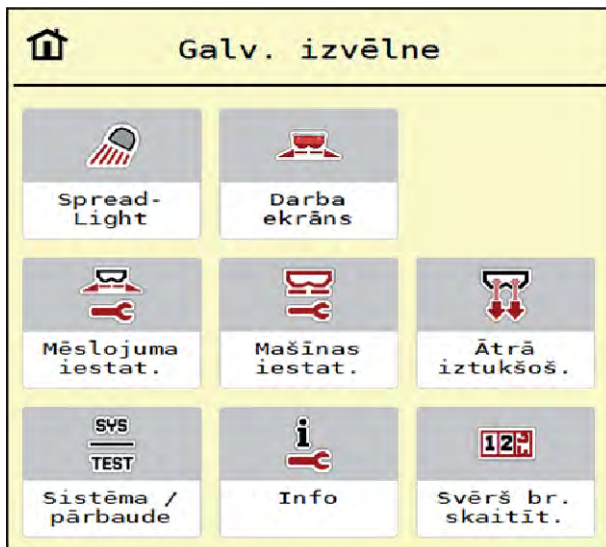 Galv. izvēlne
Spread-
Light
Darba
ekrāns
Mēslojuma
iestat.
Mašīnas
iestat.
Ātrā
iztukšoš.
SYS
TEST
Sistēma /
pārbaude
i
Info
12
Svērš br.
skaitīt.